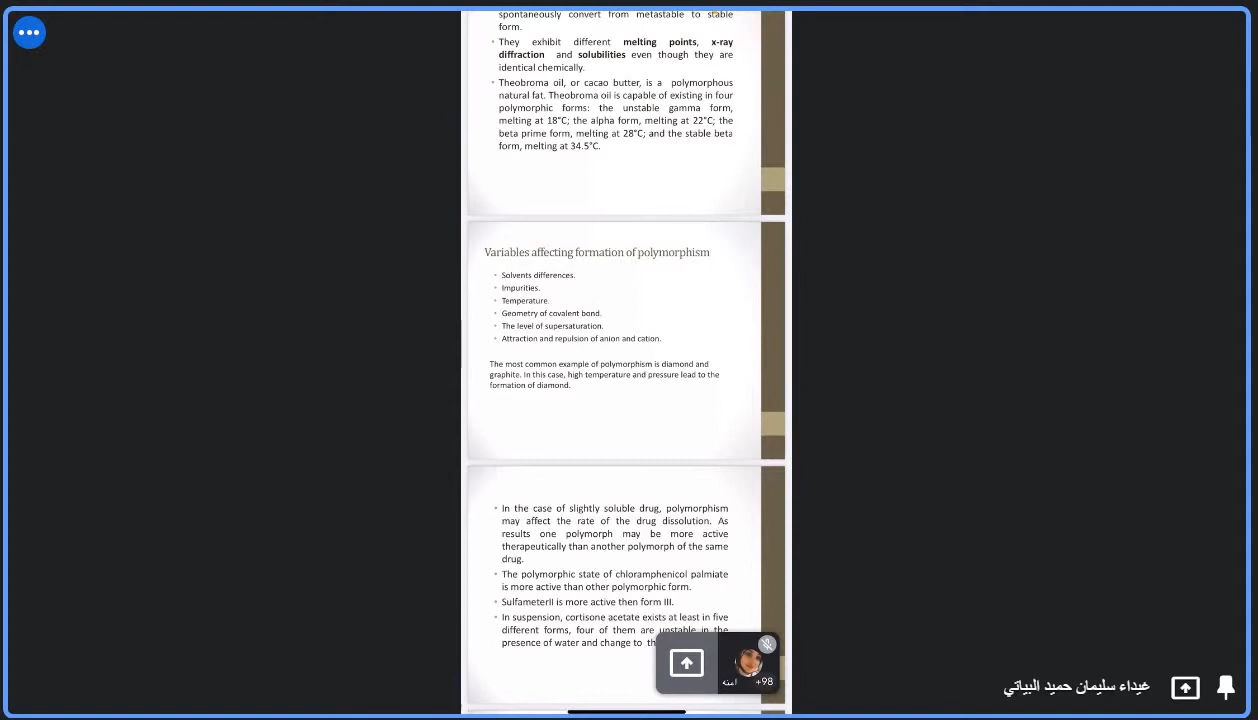 spontaneously convert from metastable to stable
form.
• They exhibit different melting points, x-ray
diffraction and solubilities even though they are
identical chemically.
• Theobroma oil, or cacao butter, is a polymorphous
natural fat. Theobroma oil is capable of existing in four
polymorphic forms: the unstable gamma form,
melting at 18°C; the alpha form, melting at 22°C; the
beta prime form, melting at 28°C; and the stable beta
form, melting at 34.5°C.
Variables affecting formation of polymorphism
• Solvents differences.
• Impurities.
• Temperature.
• Geometry of covalent bond.
• The level of supersaturation.
• Attraction and repulsion of anion and cation.
The most common example of polymorphism is diamond and
graphite. In this case, high temperature and pressure lead to the
formation of diamond.
• In the case of slightly soluble drug, polymorphism
may affect the rate of the drug dissolution. As
results one polymorph may be more active
therapeutically than another polymorph of the same
drug.
• The polymorphic state of chloramphenicol palmiate
is more active than other polymorphic form.
• SulfameterII is more active then form III.
• In suspension, cortisone acetate exists at least in five
different forms, four of them are unstable in the
presence of water and change to th
امنه
+98
غيداء سليمان حميد البياتي